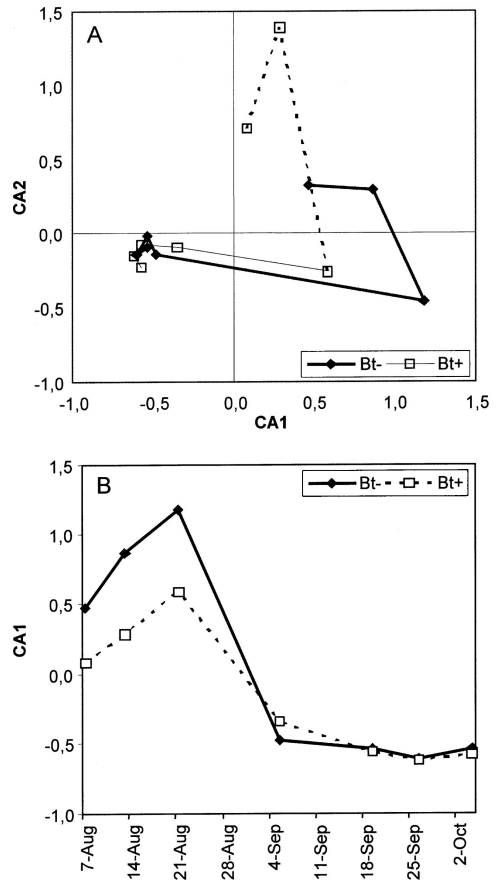 A
1,5
1,0
0,5
0,0
-0,5
-1,0
CA2
-1,0 -0,5 0,0 0,5 1,0 1,5
CA1
Bt- Bt+
B
1,5
1,0
0,5
0,0
-0,5
-1,0
CA1
Bt- Bt+
7-Aug
14-Aug
21-Aug
28-Aug
4-Sep
11-Sep
18-Sep
25-Sep
2-Oct